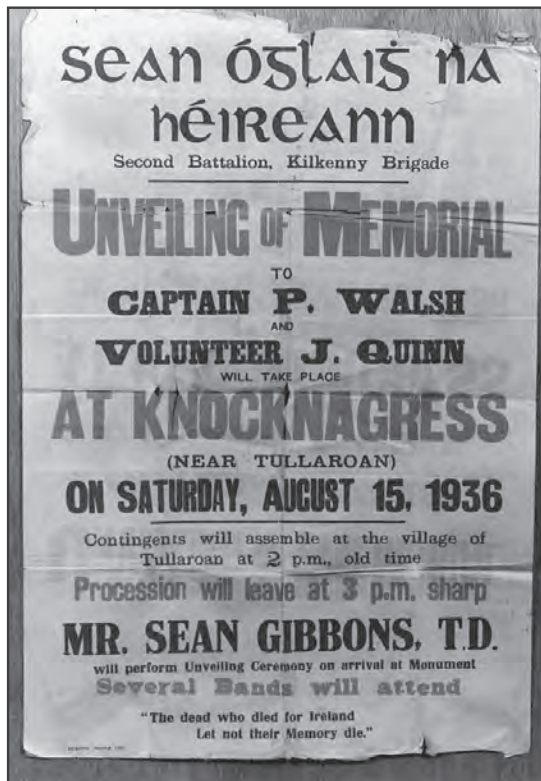 sean óglaiġ na
héireann
Second Battalion, Kilkenny Brigade
UNVEILING OF MEMORIAL
TO
CAPTAIN P. WALSH
AND
VOLUNTEER J. QUINN
WILL TAKE PLACE
AT KNOCKNAGRESS
(NEAR TULLAROAN)
ON SATURDAY, AUGUST 15, 1936
Contingents will assemble at the village of
Tullaroan at 2 p.m., old time
Procession will leave at 3 p.m. sharp
MR. SEAN GIBBONS, T.D.
will perform Unveiling Ceremony on arrival at Monument
Several Bands will attend
"The dead who died for Ireland
Let not their Memory die."